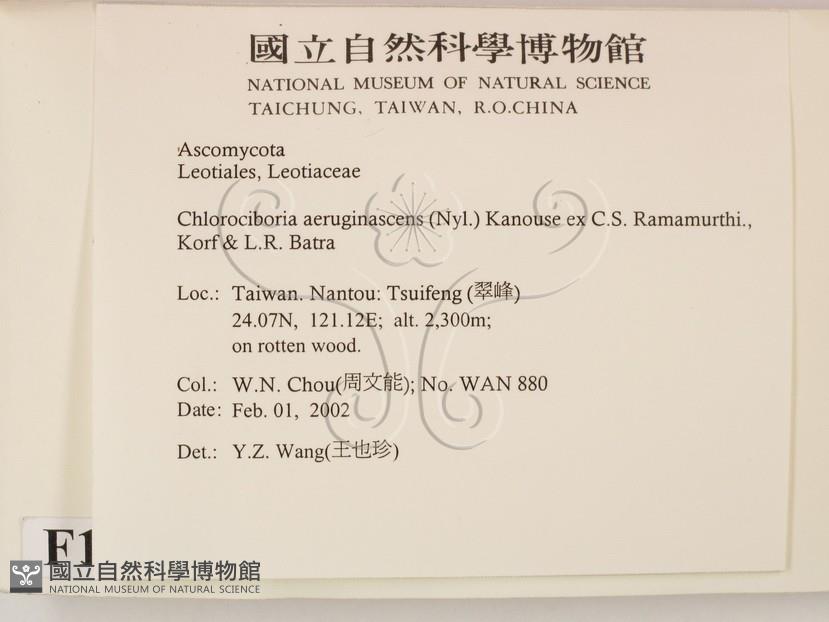 國立自然科學博物館
NATIONAL MUSEUM OF NATURAL SCIENCE
TAICHUNG, TAIWAN, R.O.CHINA
Ascomycota
Leotiales, Leotiaceae
Chlorociboria aeruginascens (Nyl.) Kanouse ex C.S. Ramamurthi.,
Korf & L.R. Batra
Loc.: Taiwan. Nantou: Tsuifeng (翠峰)
24.07N, 121.12E; alt. 2,300m;
on rotten wood.
Col.: W.N. Chou(周文能); No. WAN 880
Date: Feb. 01, 2002
Det.: Y.Z. Wang(王也珍)
F1
國立自然科學博物館
NATIONAL MUSEUM OF NATURAL SCIENCE